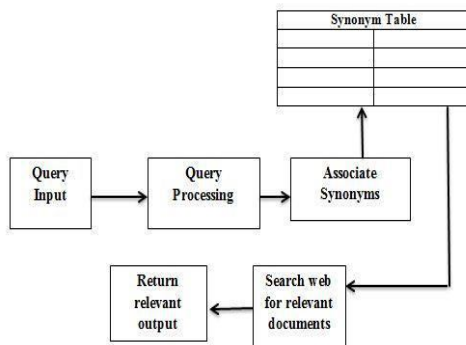 Synonym Table
Query
Input
Query
Processing
Associate
Synonyms
Return
relevant
output
Search web
for relevant
documents